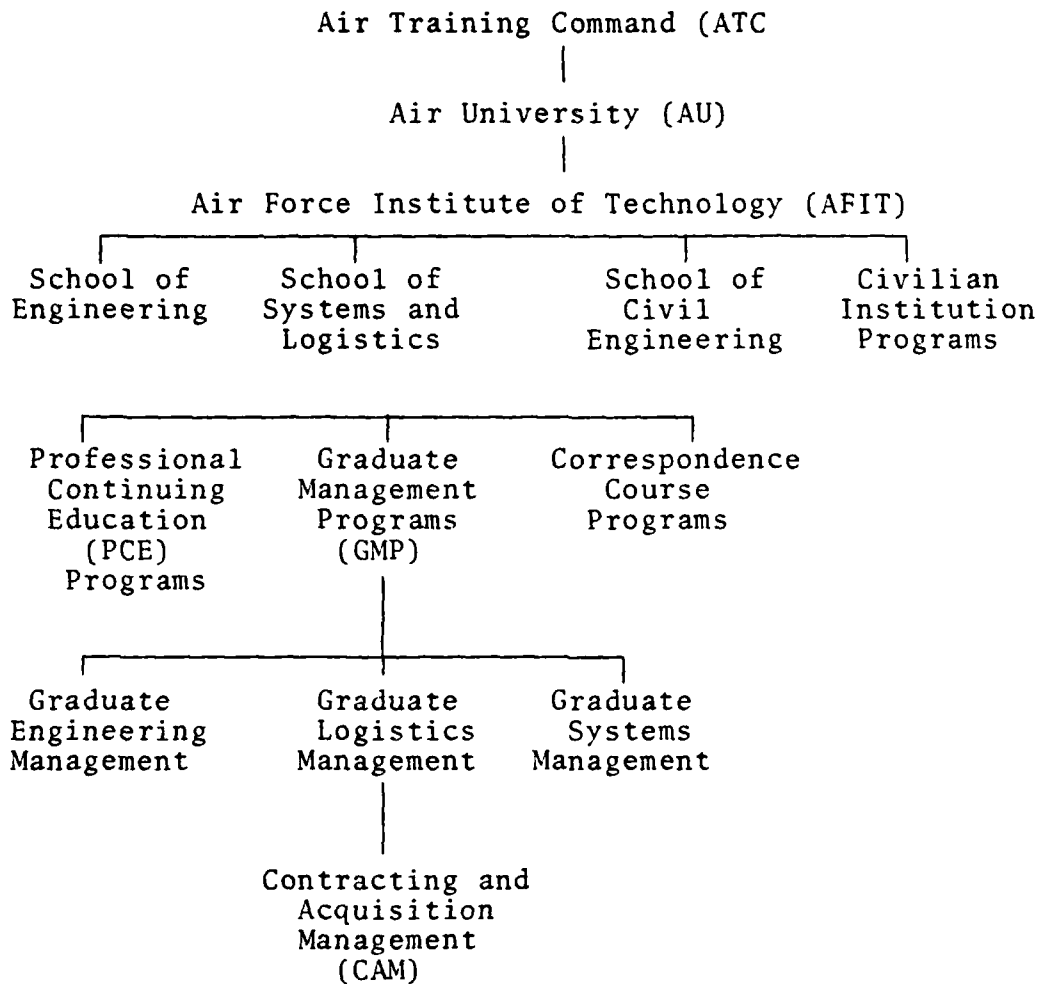 Air Training Command (ATC
Air University (AU)
Air Force Institute of Technology (AFIT)
School of
Engineering
School of
Systems and
Logistics
School of
Civil
Engineering
Civilian
Institution
Programs
Professional
Continuing
Education
(PCE)
Programs
Graduate
Management
Programs
(GMP)
Correspondence
Course
Programs
Graduate
Engineering
Management
Graduate
Logistics
Management
Graduate
Systems
Management
Contracting and
Acquisition
Management
(CAM)